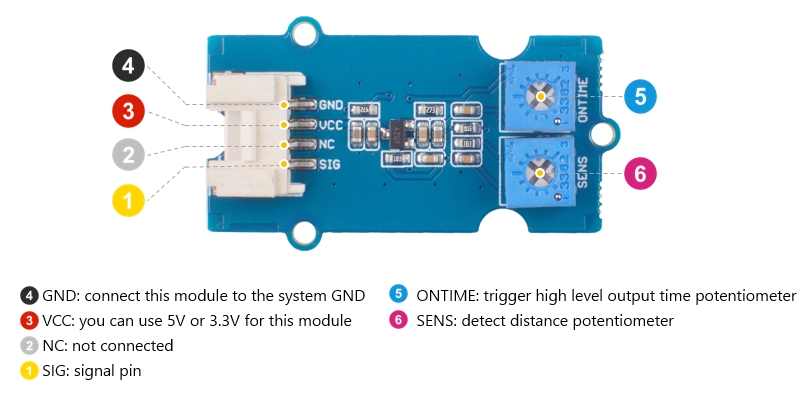 4
GND
3
VCC
2
NC
1
SIG
ONTIME
5
SENS
6
4 GND: connect this module to the system GND
3 VCC: you can use 5V or 3.3V for this module
2 NC: not connected
1 SIG: signal pin
5 ONTIME: trigger high level output time potentiometer
6 SENS: detect distance potentiometer